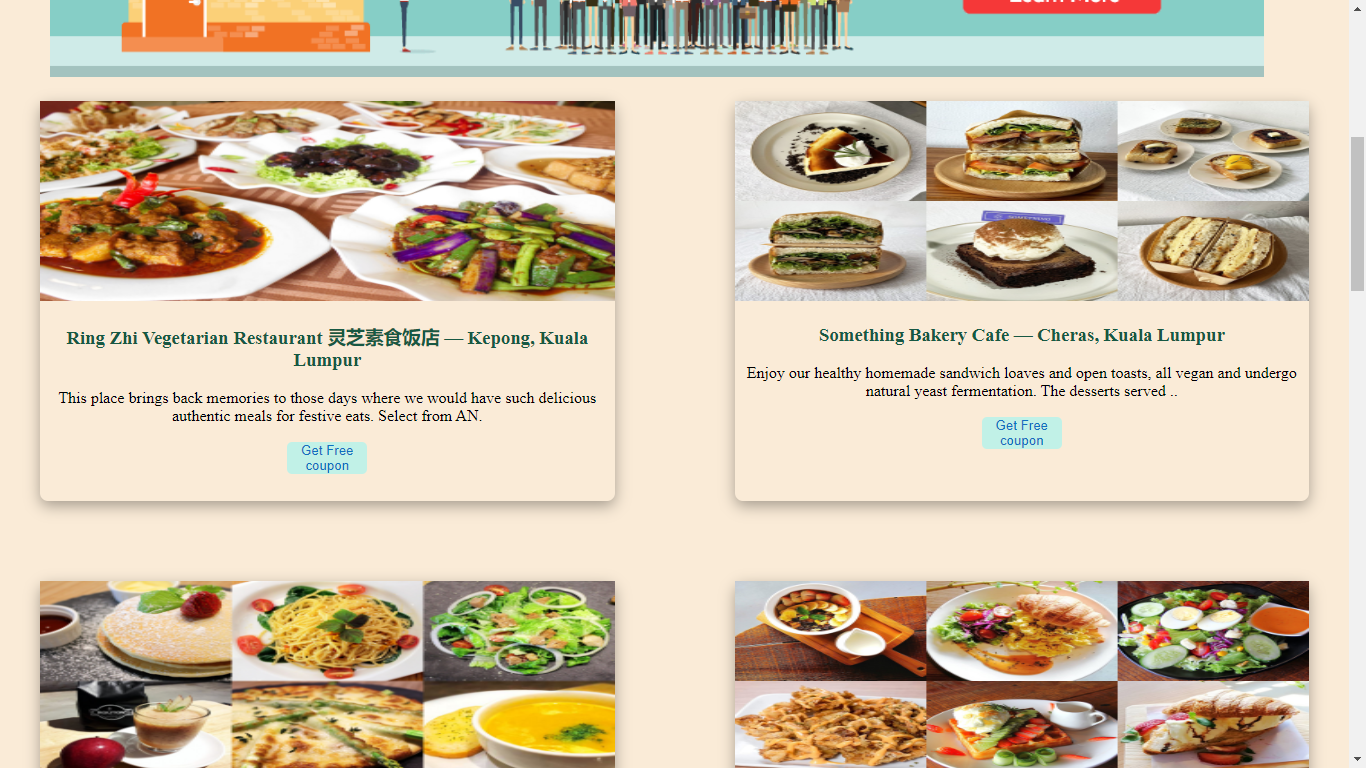 Learn More
Ring Zhi Vegetarian Restaurant 灵芝素食饭店 — Kepong, Kuala
Lumpur
This place brings back memories to those days where we would have such delicious
authentic meals for festive eats. Select from AN.
Get Free
coupon
Something Bakery Cafe — Cheras, Kuala Lumpur
Enjoy our healthy homemade sandwich loaves and open toasts, all vegan and undergo
natural yeast fermentation. The desserts served ..
Get Free
coupon